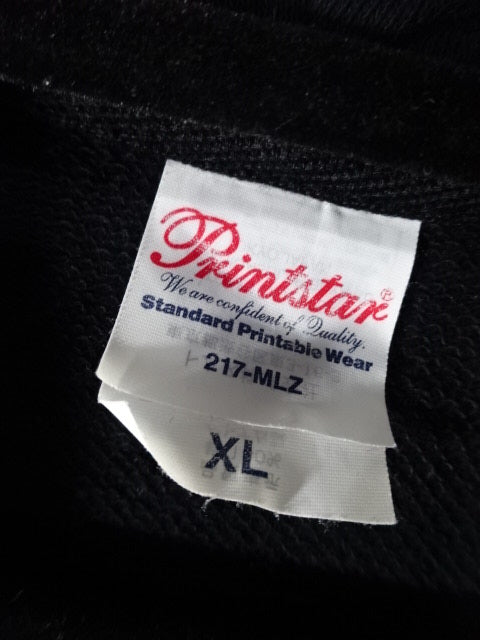 Printstar®
We are confident of Quality.
Standard Printable Wear
217-MLZ
XL